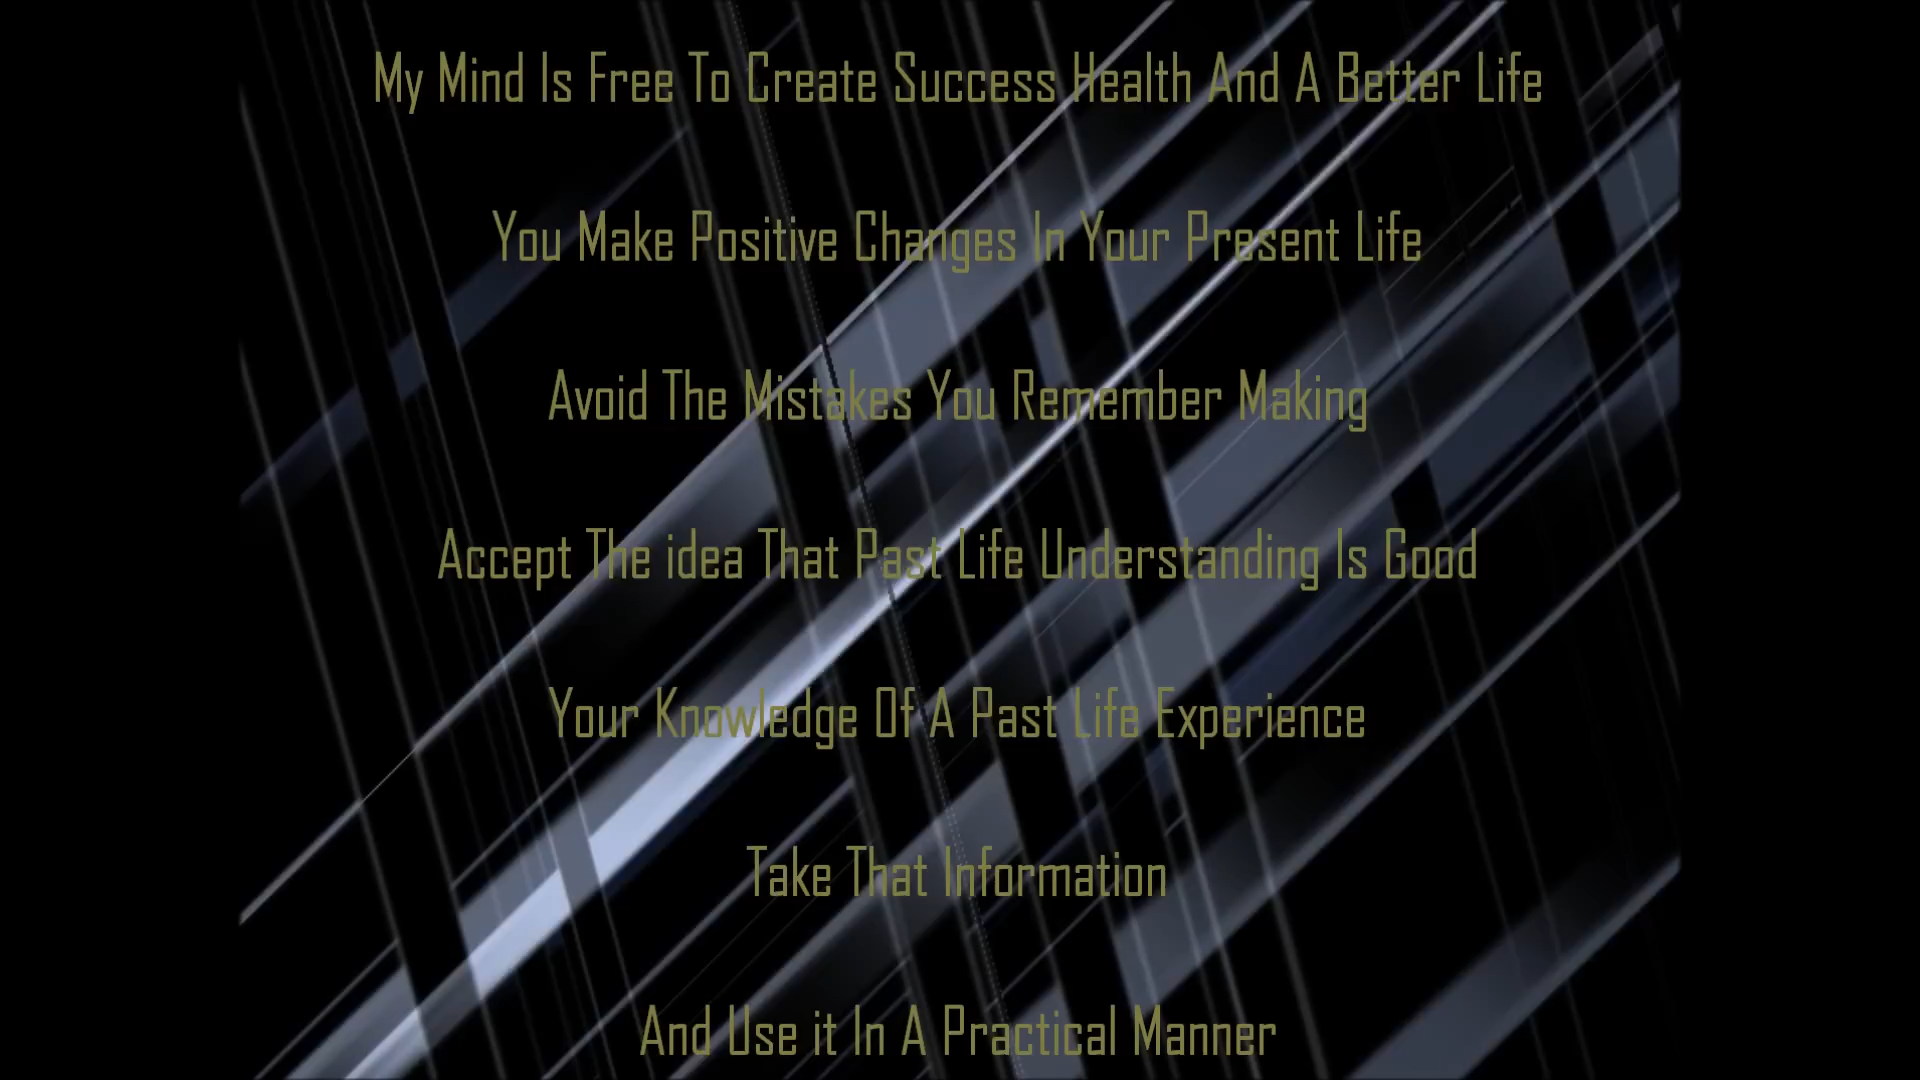 My Mind Is Free To Create Success Health And A Better Life
You Make Positive Changes In Your Present Life
Avoid The Mistakes You Remember Making
Accept The idea That Past Life Understanding Is Good
Your Knowledge Of A Past Life Experience
Take That Information
And Use it In A Practical Manner